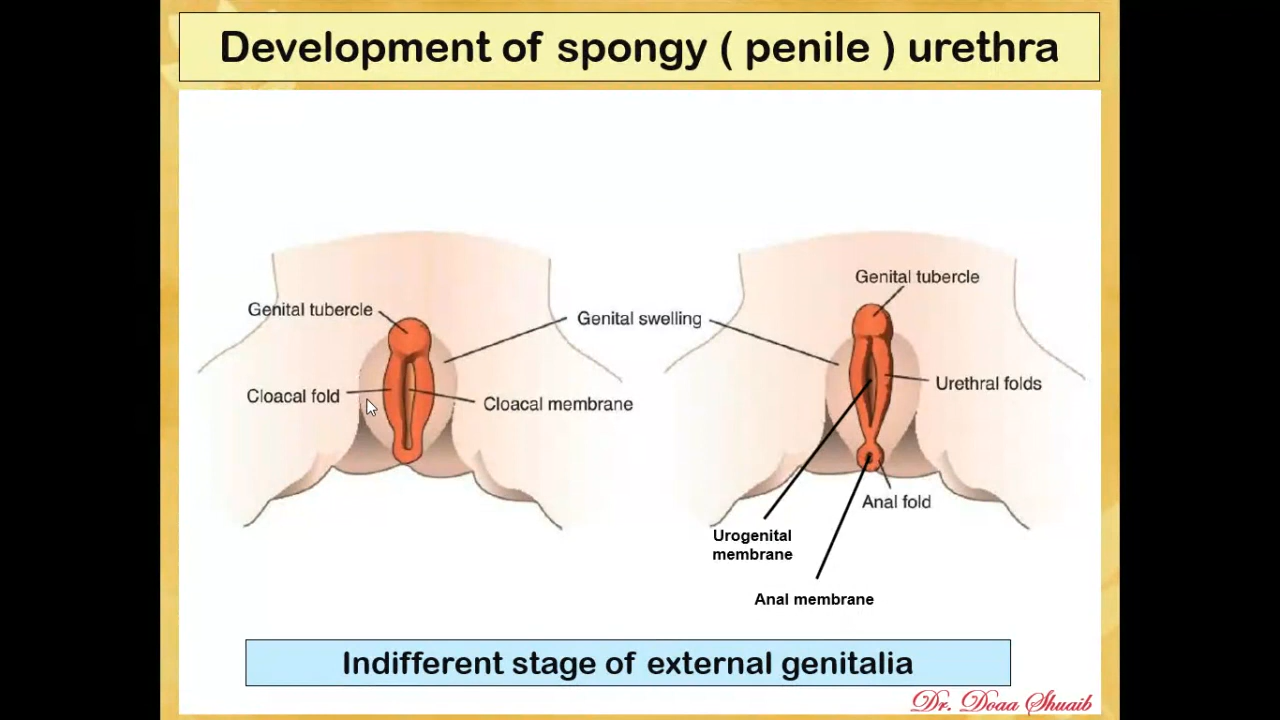 Development of spongy ( penile ) urethra
Genital tubercle
Genital tubercle
Genital swelling
Cloacal fold
Cloacal membrane
Urethral folds
Anal fold
Urogenital
membrane
Anal membrane
Indifferent stage of external genitalia
Dr. Doaa Shuaib